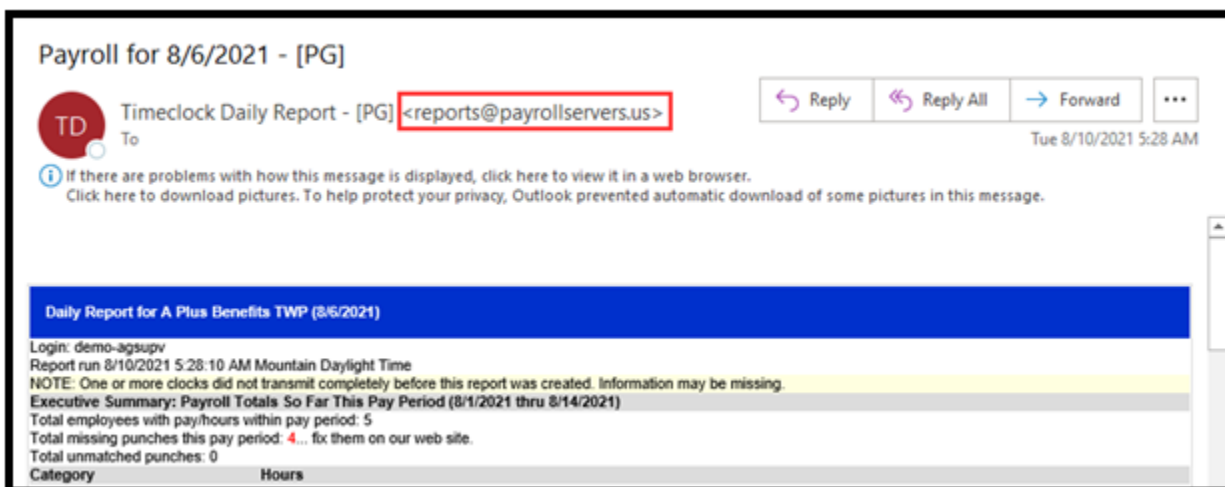 Payroll for 8/6/2021 - [PG]
TD
Timeclock Daily Report - [PG] <reports@payrollservers.us>
To
Reply
Reply All
Forward
...
Tue 8/10/2021 5:28 AM
If there are problems with how this message is displayed, click here to view it in a web browser.
Click here to download pictures. To help protect your privacy, Outlook prevented automatic download of some pictures in this message.
Daily Report for A Plus Benefits TWP (8/6/2021)
Login: demo-agsupv
Report run 8/10/2021 5:28:10 AM Mountain Daylight Time
NOTE: One or more clocks did not transmit completely before this report was created. Information may be missing.
Executive Summary: Payroll Totals So Far This Pay Period (8/1/2021 thru 8/14/2021)
Total employees with pay/hours within pay period: 5
Total missing punches this pay period: 4... fix them on our web site.
Total unmatched punches: 0
Category Hours